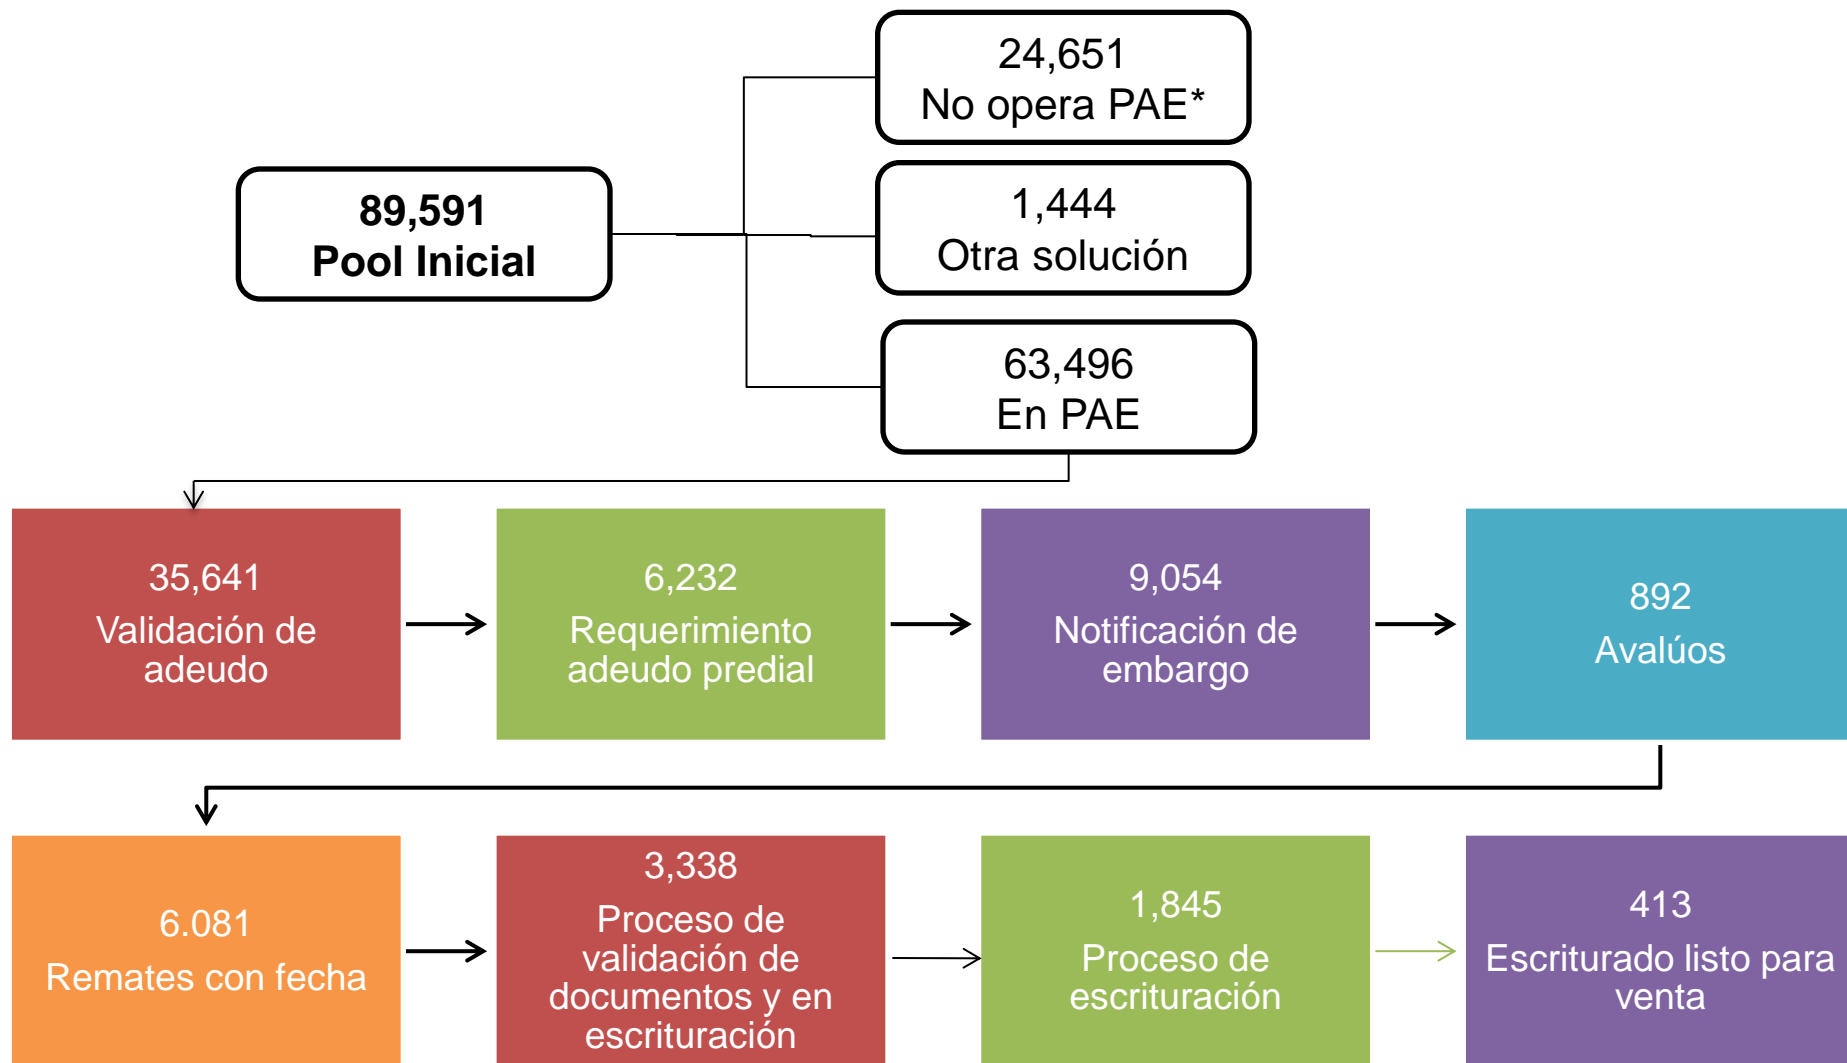 24,651
No opera PAE*
89,591
Pool Inicial
1,444
Otra solución
63,496
En PAE
35,641
Validación de
adeudo
6,232
Requerimiento
adeudo predial
9,054
Notificación de
embargo
892
Avalúos
6.081
Remates con fecha
3,338
Proceso de
validación de
documentos y en
escrituración
1,845
Proceso de
escrituración
413
Escriturado listo para
venta